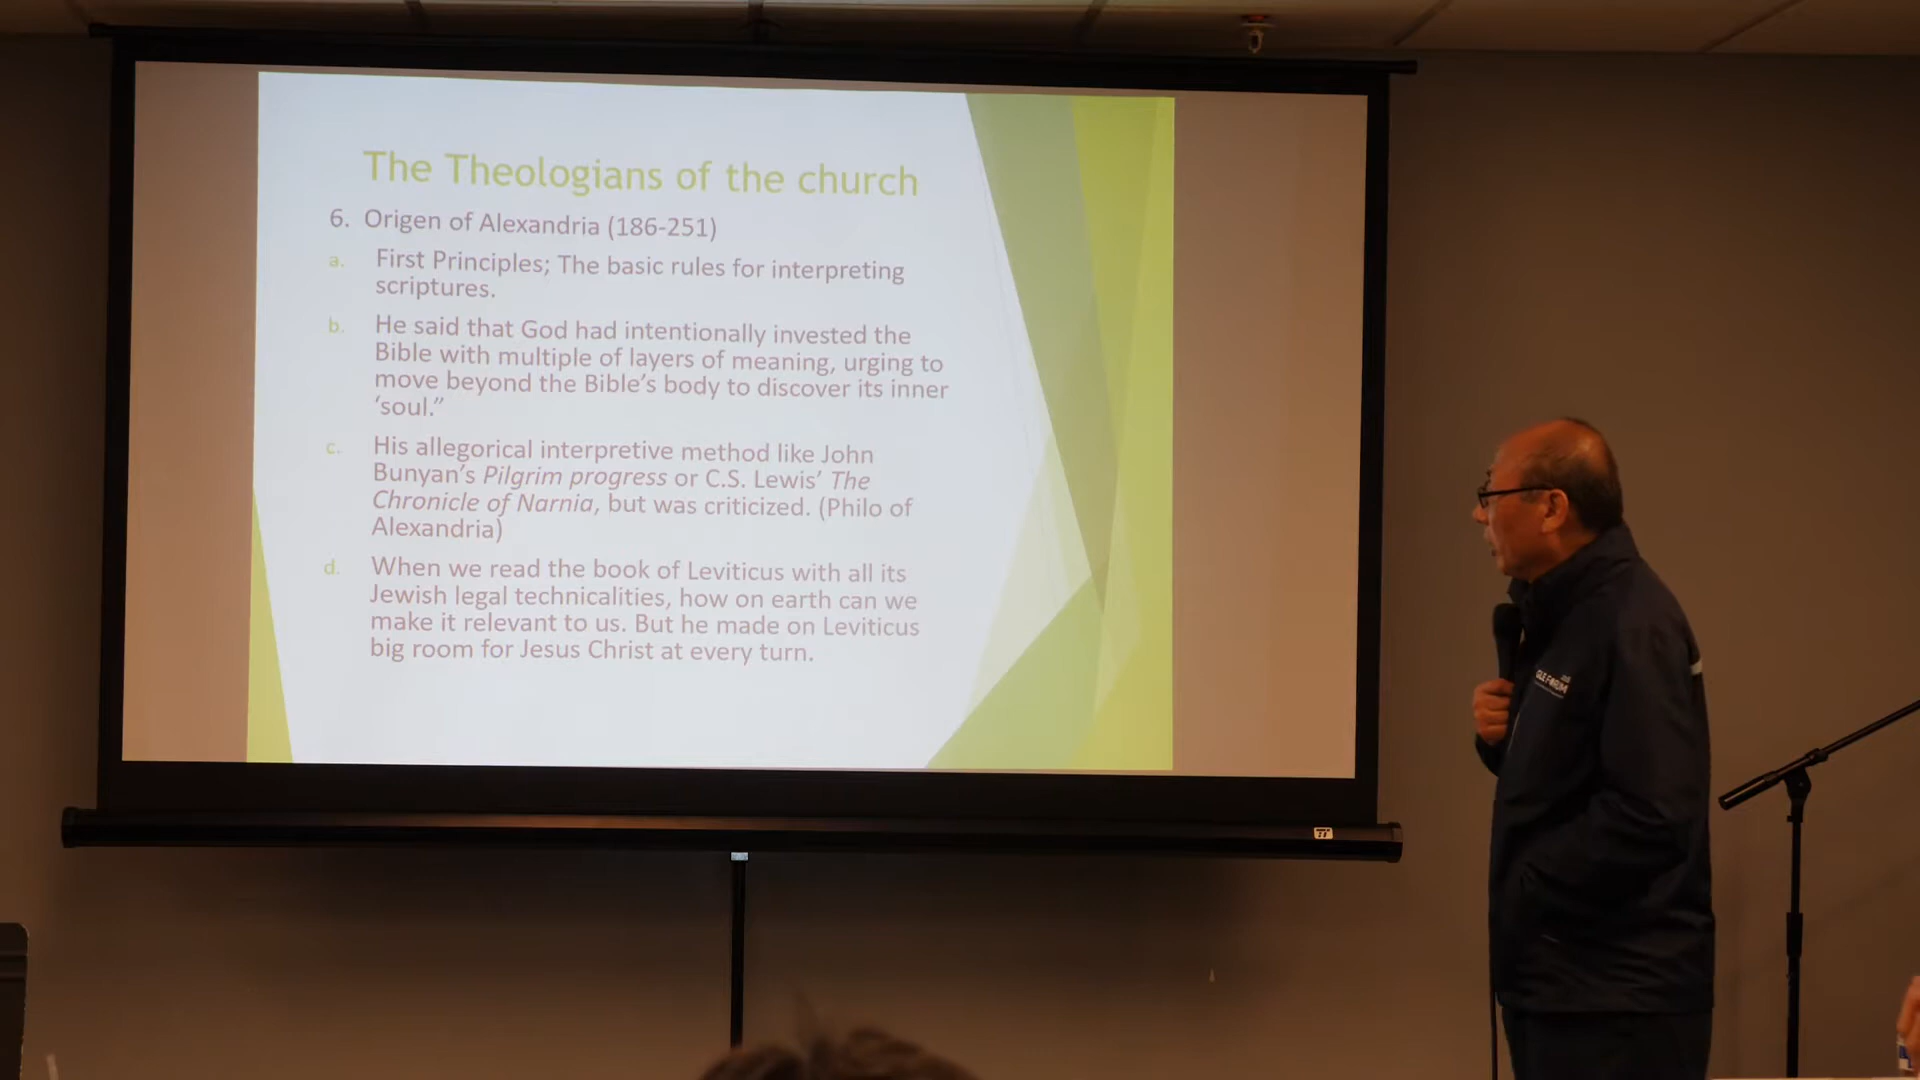 The Theologians of the church
6. Origen of Alexandria (186-251)
a. First Principles; The basic rules for interpreting
scriptures.
b. He said that God had intentionally invested the
Bible with multiple of layers of meaning, urging to
move beyond the Bible's body to discover its inner
‘soul.”
c. His allegorical interpretive method like John
Bunyan's Pilgrim progress or C.S. Lewis’ The
Chronicle of Narnia, but was criticized. (Philo of
Alexandria)
d. When we read the book of Leviticus with all its
Jewish legal technicalities, how on earth can we
make it relevant to us. But he made on Leviticus
big room for Jesus Christ at every turn.
FORUM